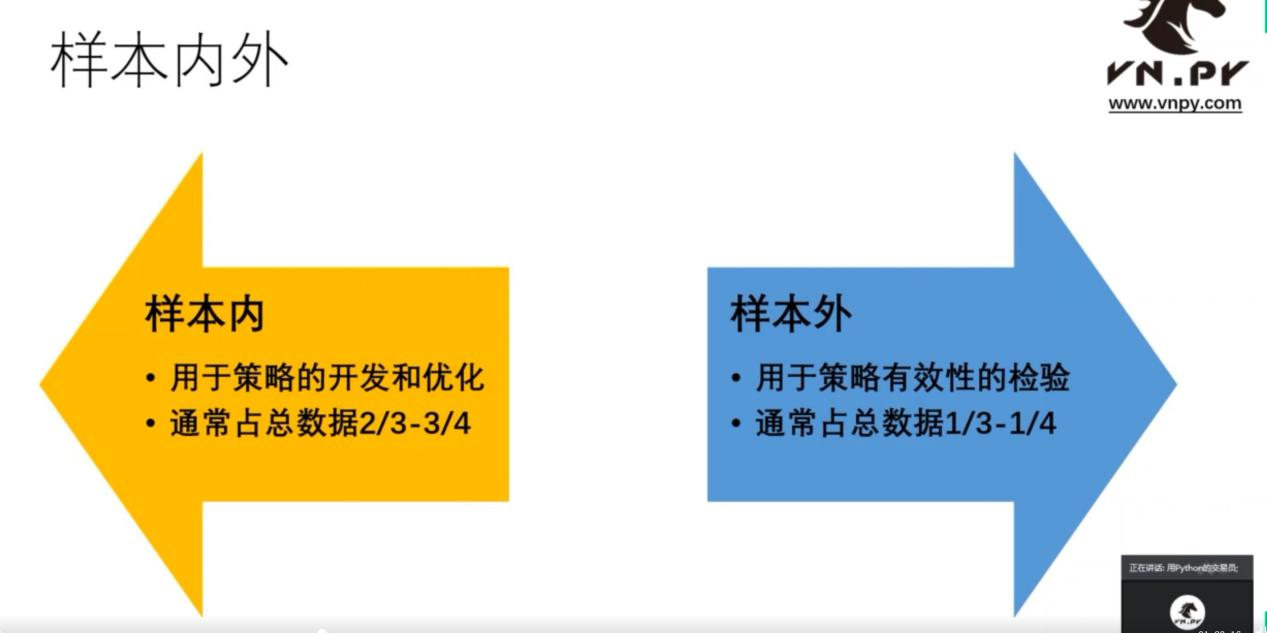 样本内外
VN.PY
www.vnpy.com
样本内
• 用于策略的开发和优化
• 通常占总数据2/3-3/4
样本外
• 用于策略有效性的检验
• 通常占总数据1/3-1/4
正在讲话: 用Python的交易员;
VN.PY